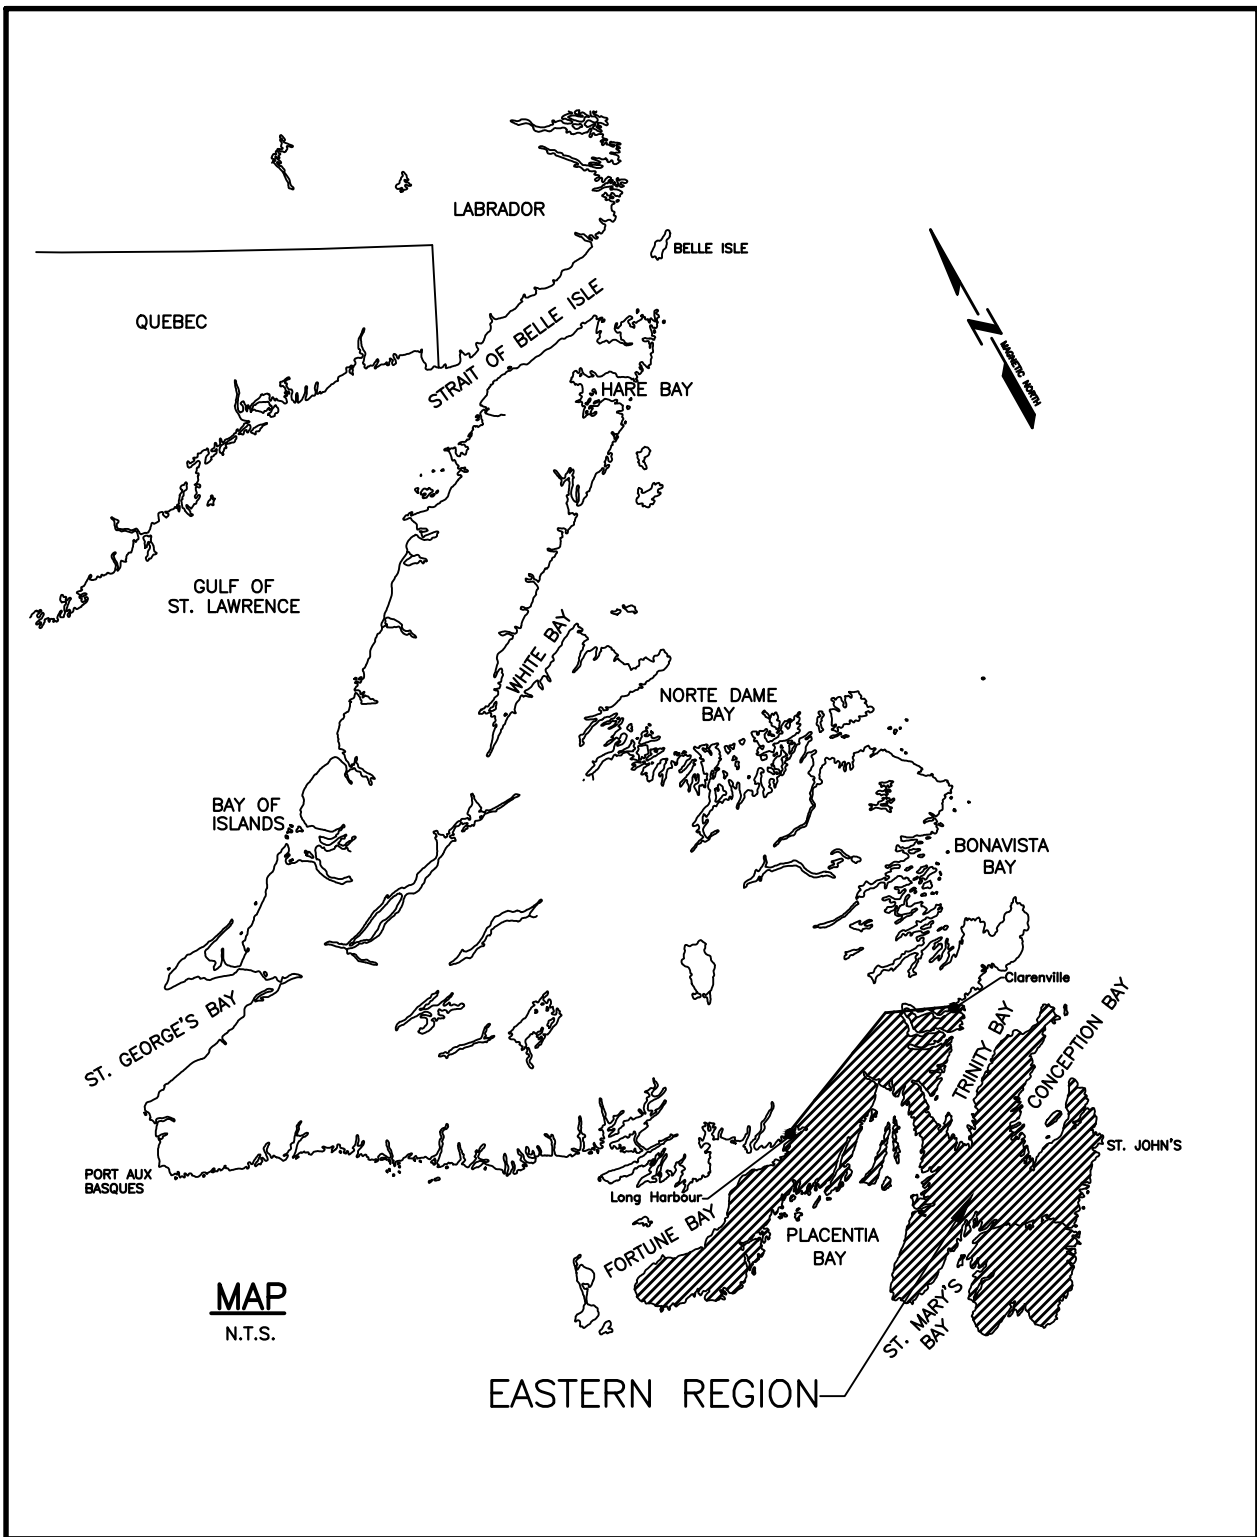 LABRADOR
BELLE ISLE
QUEBEC
STRAIT OF BELLE ISLE
N
MAGNETIC NORTH
HARE BAY
GULF OF
ST. LAWRENCE
WHITE BAY
NORTE DAME
BAY
BAY OF
ISLANDS
BONAVISTA
BAY
Clarenville
ST. GEORGE'S BAY
TRINITY BAY
CONCEPTION BAY
ST. JOHN'S
PORT AUX
BASQUES
Long Harbour
FORTUNE BAY
PLACENTIA
BAY
ST. MARY'S
BAY
MAP
N.T.S.
EASTERN REGION